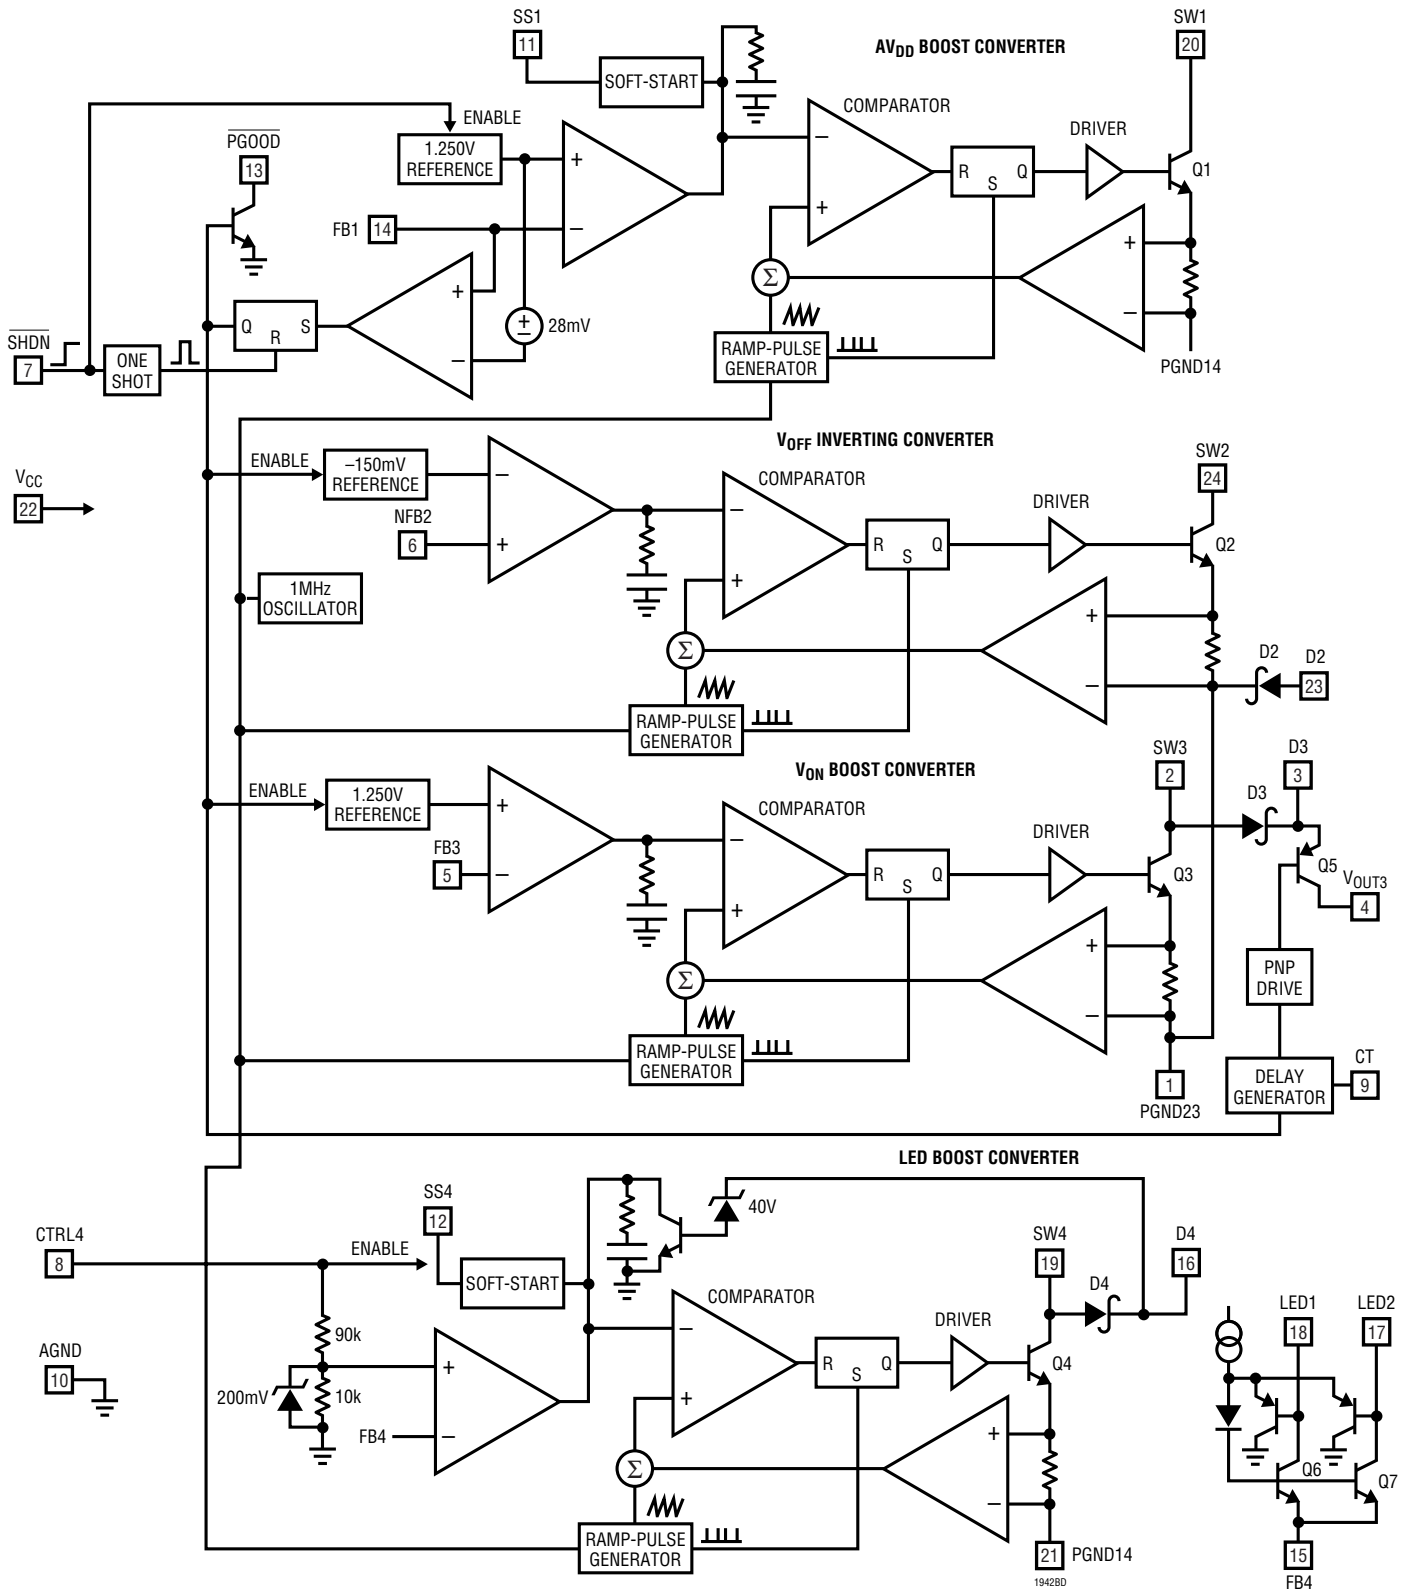 SS1
11
AVDD BOOST CONVERTER
SW1
20
SOFT-START
COMPARATOR
ENABLE
PGOOD
13
1.250V
REFERENCE
+
−
DRIVER
R
S
Q
Q1
FB1
14
−
+
+
−
Σ
+
−
28mV
Q
R
S
+
−
SHDN
7
ONE
SHOT
RAMP-PULSE
GENERATOR
PGND14
VOFF INVERTING CONVERTER
VCC
22
ENABLE
–150mV
REFERENCE
−
+
NFB2
6
COMPARATOR
−
+
DRIVER
R
S
Q
SW2
24
Q2
1MHz
OSCILLATOR
+
−
Σ
D2
D2
23
RAMP-PULSE
GENERATOR
VON BOOST CONVERTER
SW3
2
D3
3
ENABLE
1.250V
REFERENCE
+
−
FB3
5
COMPARATOR
−
+
DRIVER
D3
R
S
Q
Q3
Q5
VOUT3
4
+
−
Σ
PNP
DRIVE
RAMP-PULSE
GENERATOR
1
PGND23
DELAY
GENERATOR
CT
9
LED BOOST CONVERTER
SS4
12
40V
CTRL4
8
ENABLE
SOFT-START
SW4
19
D4
16
D4
COMPARATOR
−
+
DRIVER
LED1
18
LED2
17
90k
R
S
Q
Q4
AGND
10
200mV
10k
+
−
FB4
+
−
Σ
Q6
Q7
RAMP-PULSE
GENERATOR
21
PGND14
15
FB4
1942BD